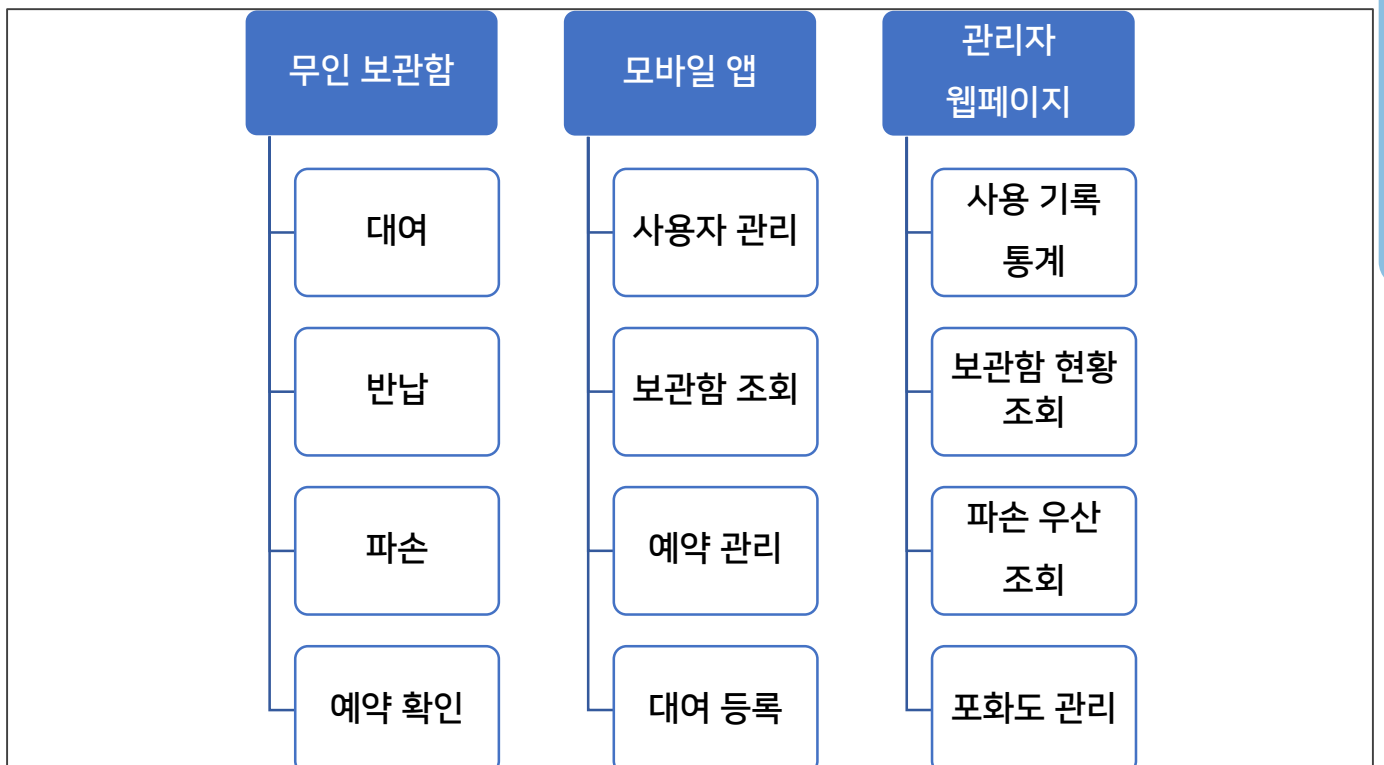 무인 보관함
대여
반납
파손
예약 확인
모바일 앱
사용자 관리
보관함 조회
예약 관리
대여 등록
관리자
웹페이지
사용 기록
통계
보관함 현황
조회
파손 우산
조회
포화도 관리